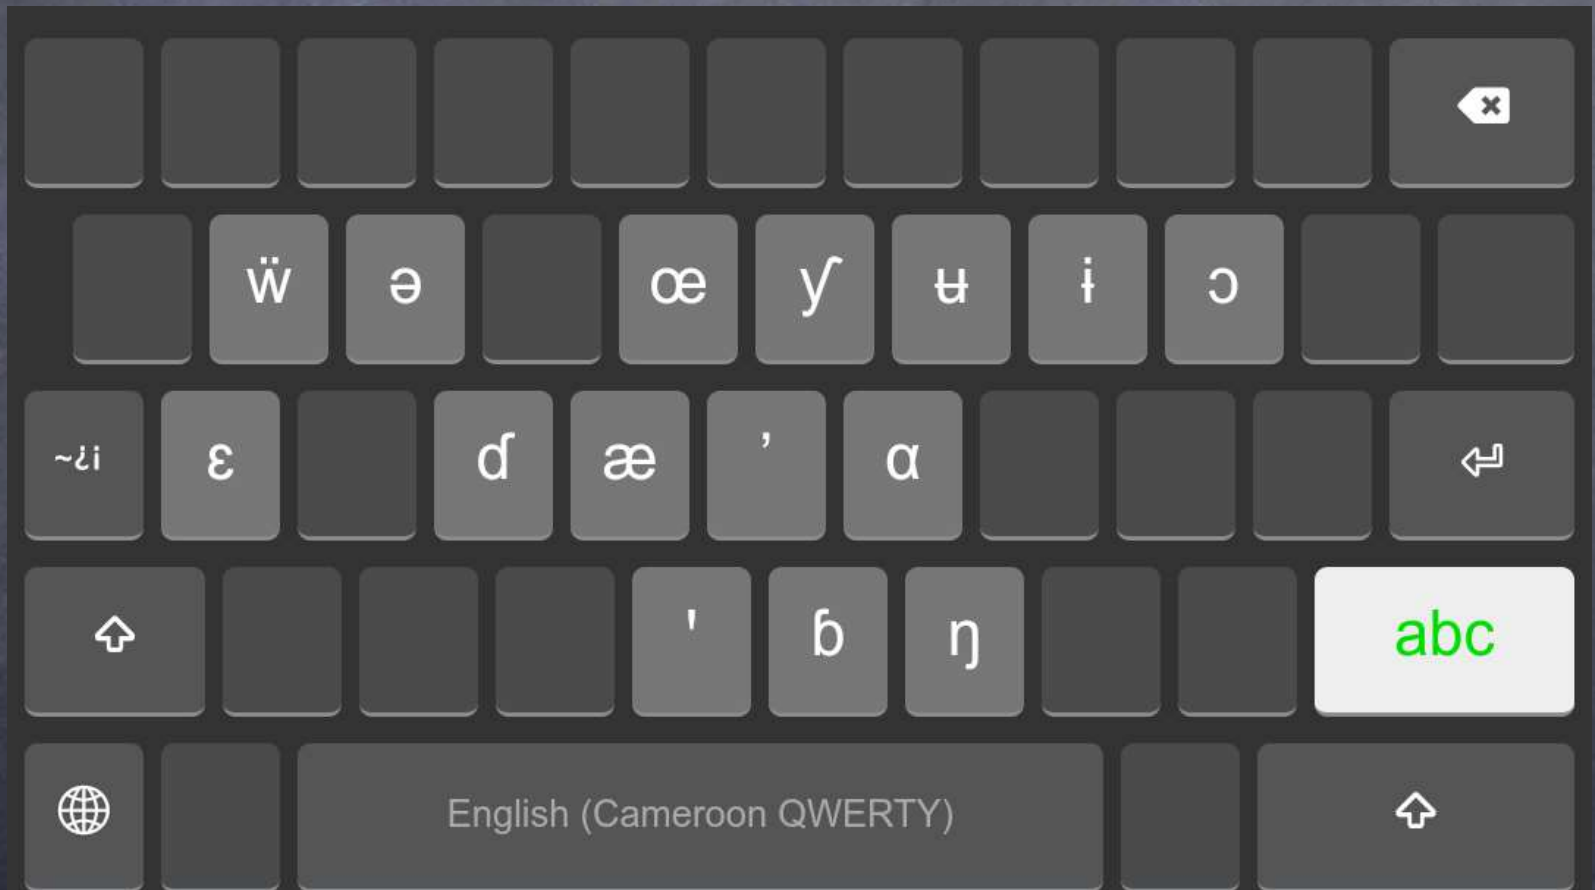 ẅ ə œ ƴ ʉ ɨ ɔ
~¿¡ ɛ ɗ æ ʼ ɑ
' ɓ ŋ abc
English (Cameroon QWERTY)